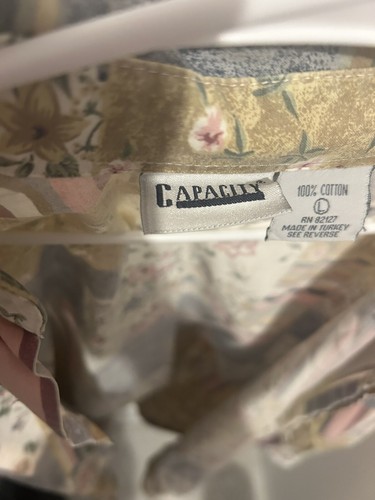 CAPACITY
100% COTTON
L
RN 82127
MADE IN TURKEY
SEE REVERSE